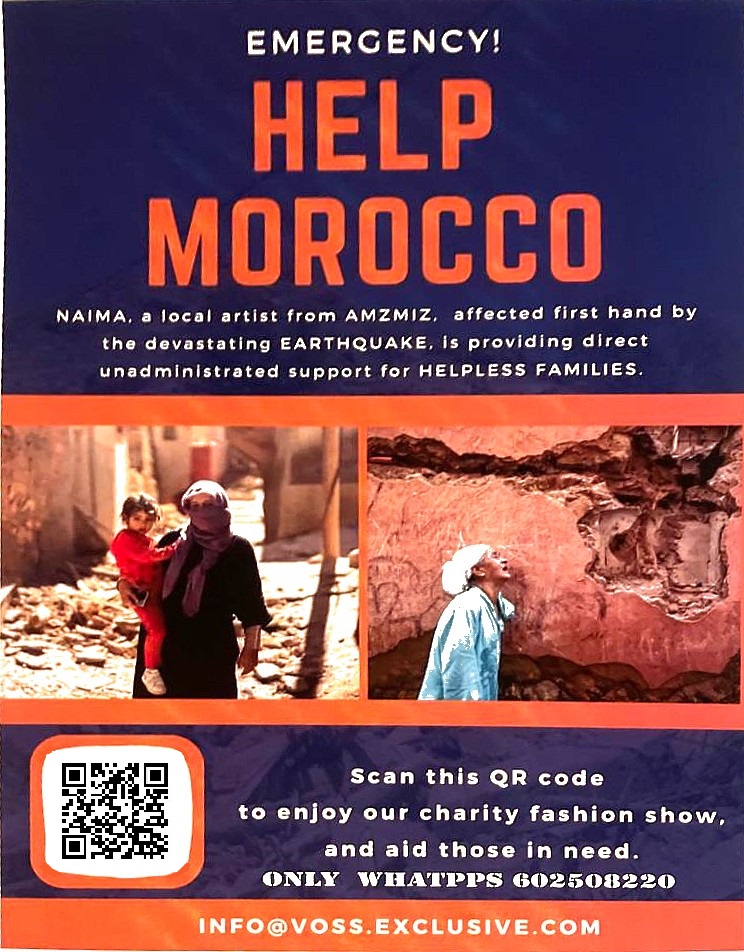 EMERGENCY!
HELP
MOROCCO
NAIMA, a local artist from AMZMIZ, affected first hand by
the devastating EARTHQUAKE, is providing direct
unadministrated support for HELPLESS FAMILIES.
Scan this QR code
to enjoy our charity fashion show,
and aid those in need.
ONLY WHATPPS 602508220
INFO@VOSS.EXCLUSIVE.COM